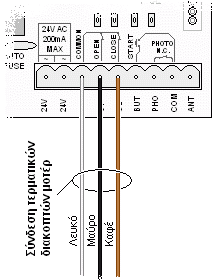 24V AC
200mA
MAX
COMMON
OPEN
CLOSE
START
PHOTO
N.C.
FUSE
24V
24V
BUT
PHO
COM
ANT
Σύνδεση τερματικών
διακοπτών μοτέρ
Λευκό
Μαύρο
Καφέ